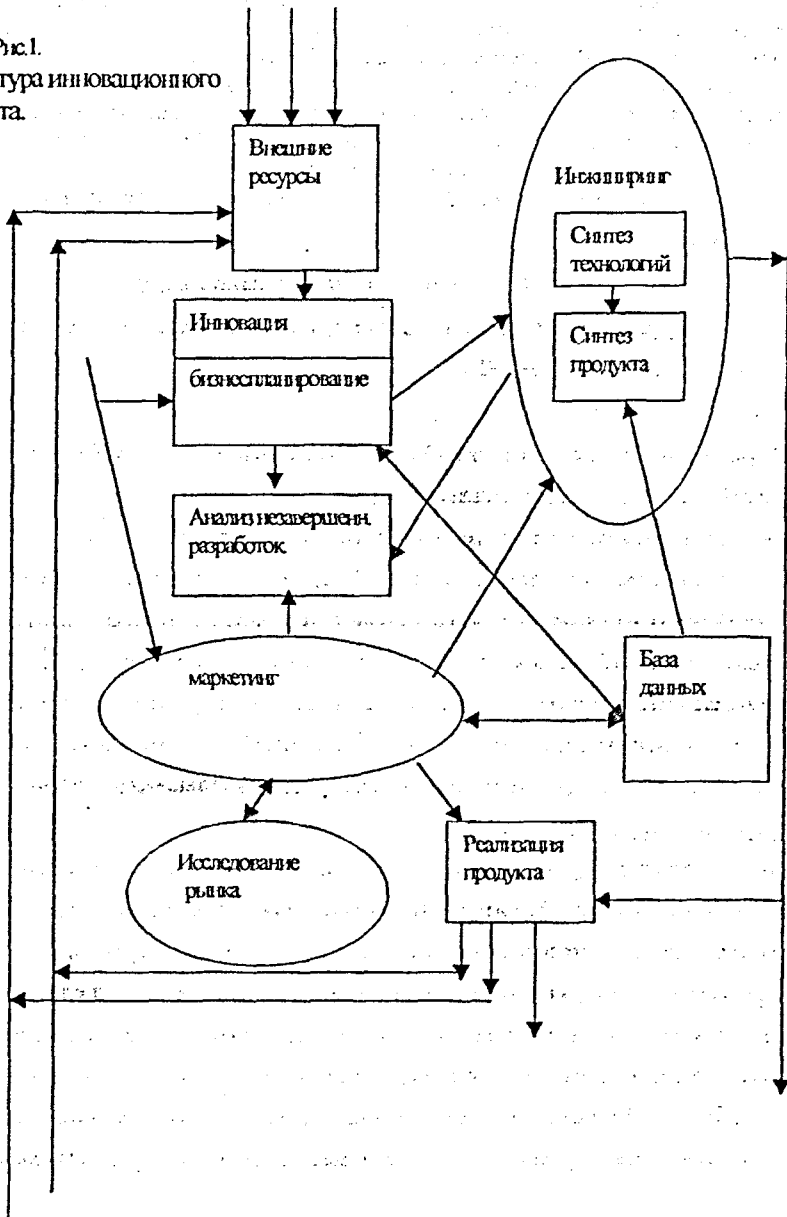 Рис.1.
тура инновационного
та.
Внешние
ресурсы
Инжиниринг
Синтез
технологий
Инновация
Синтез
продукта
бизнеспланирование
Анализ незавершенн.
разработок.
База
данных
маркетинг
Реализация
продукта
Исследование
рынка